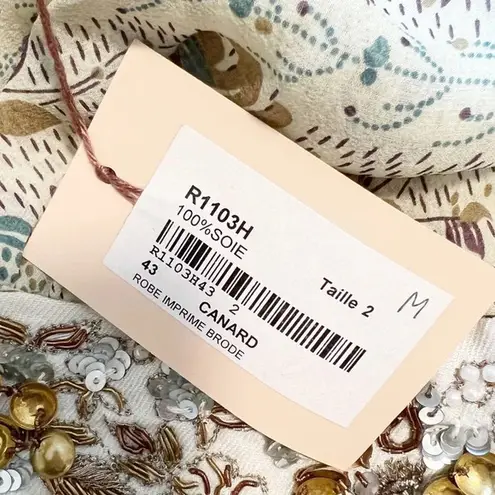 R1103H
100%SOIE
Taille 2
M
R1103H43 2
43 CANARD
ROBE IMPRIME BRODE